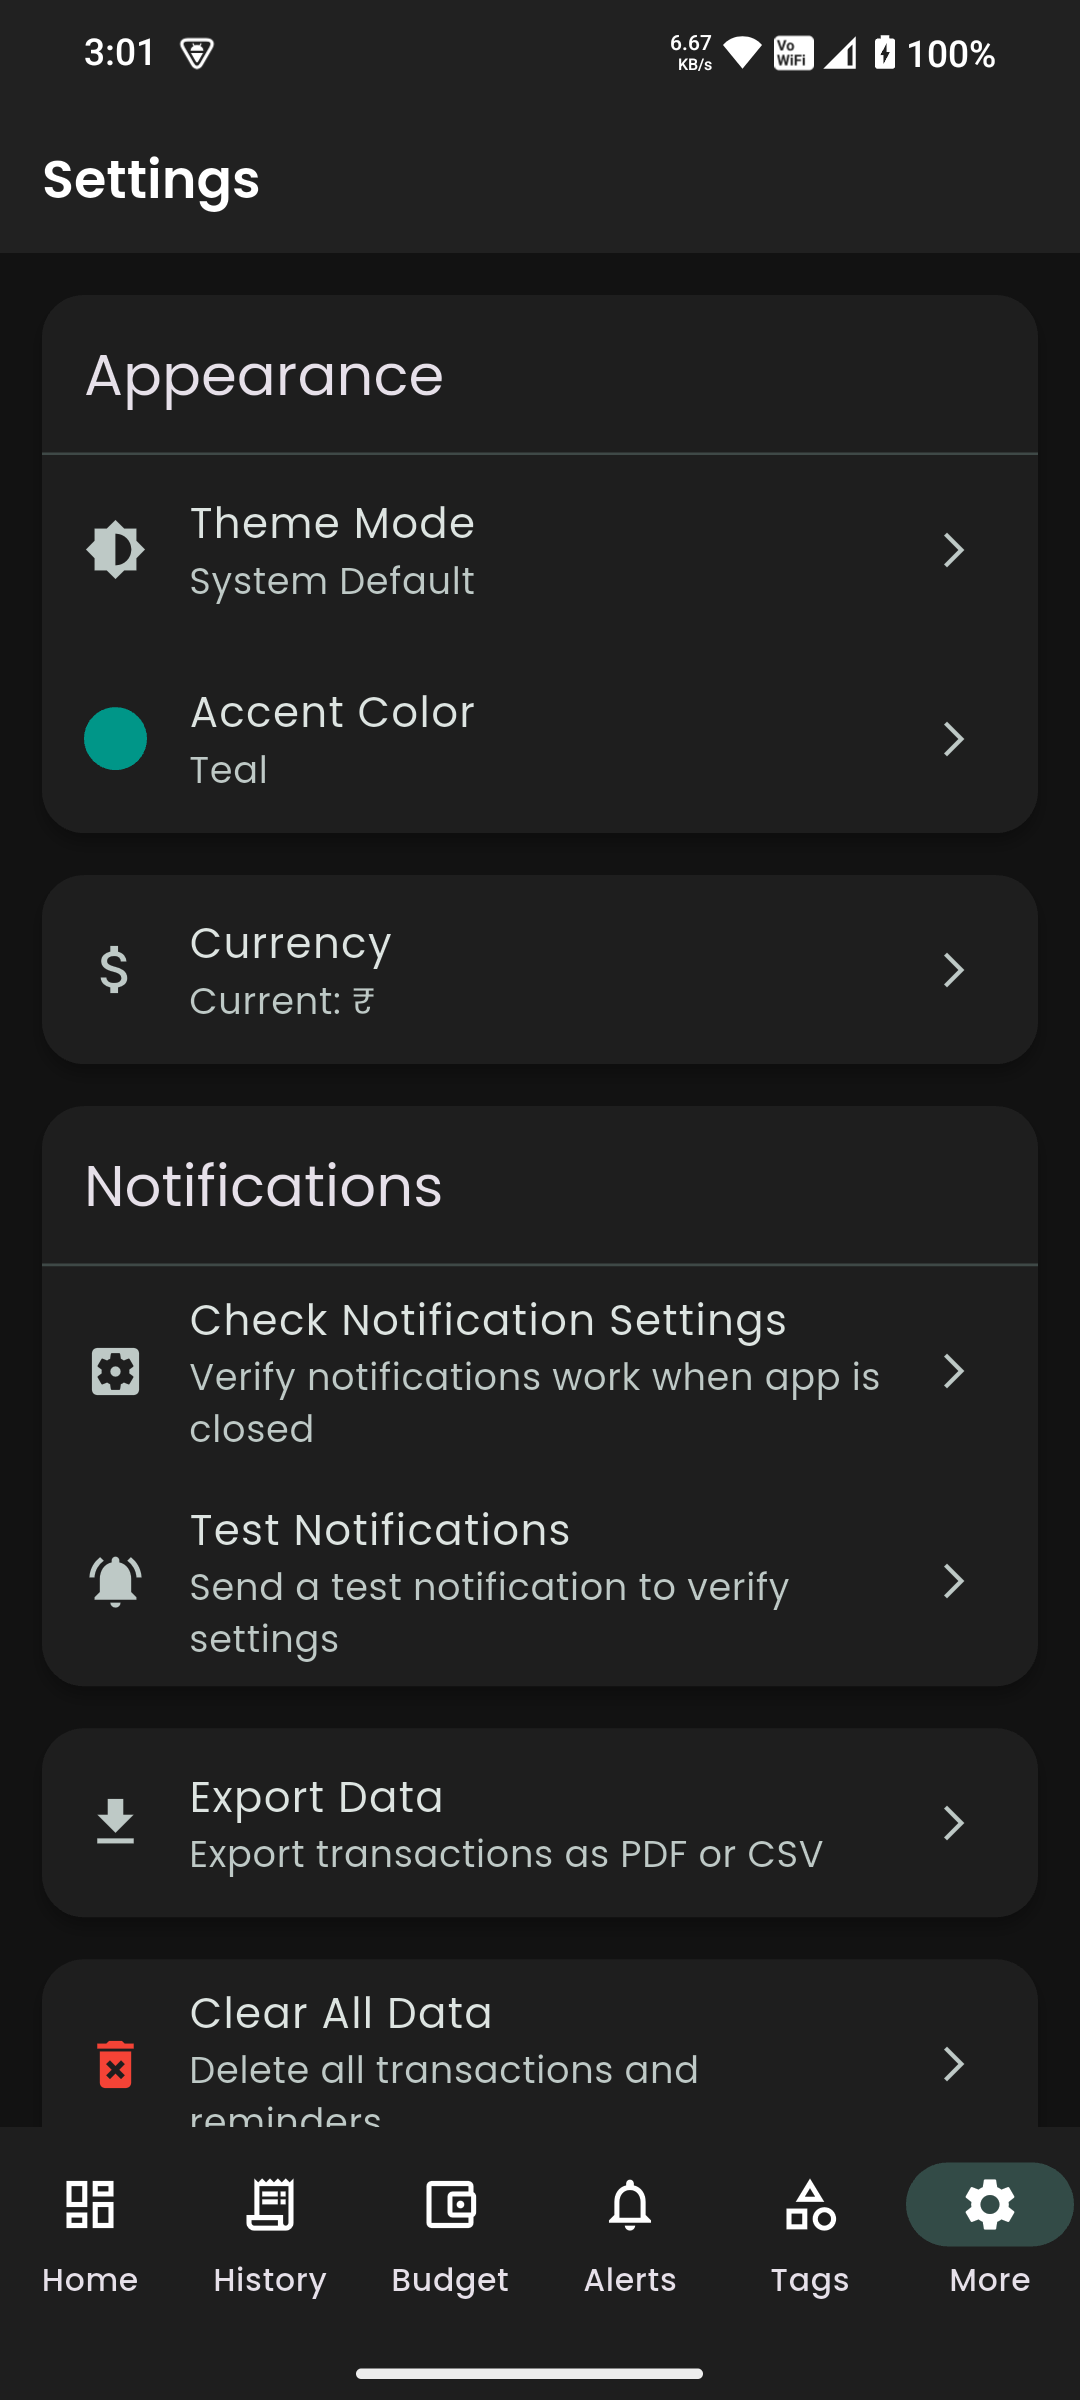 3:01
6.67
KB/s
Vo
WiFi
100%
Settings
Appearance
Theme Mode
System Default
Accent Color
Teal
Currency
Current: ₹
Notifications
Check Notification Settings
Verify notifications work when app is
closed
Test Notifications
Send a test notification to verify
settings
Export Data
Export transactions as PDF or CSV
Clear All Data
Delete all transactions and
reminders
Home
History
Budget
Alerts
Tags
More